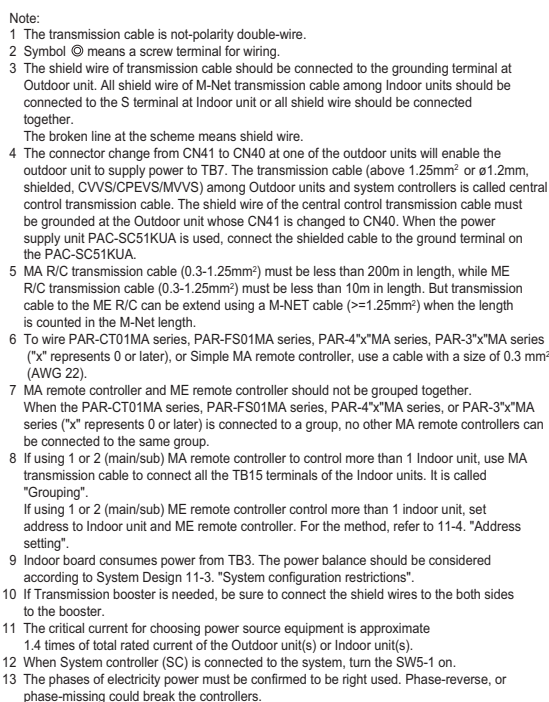 Note:
1 The transmission cable is not-polarity double-wire.
2 Symbol ◎ means a screw terminal for wiring.
3 The shield wire of transmission cable should be connected to the grounding terminal at
Outdoor unit. All shield wire of M-Net transmission cable among Indoor units should be
connected to the S terminal at Indoor unit or all shield wire should be connected
together.
The broken line at the scheme means shield wire.
4 The connector change from CN41 to CN40 at one of the outdoor units will enable the
outdoor unit to supply power to TB7. The transmission cable (above 1.25mm² or ø1.2mm,
shielded, CVVS/CPEVS/MVVS) among Outdoor units and system controllers is called central
control transmission cable. The shield wire of the central control transmission cable must
be grounded at the Outdoor unit whose CN41 is changed to CN40. When the power
supply unit PAC-SC51KUA is used, connect the shielded cable to the ground terminal on
the PAC-SC51KUA.
5 MA R/C transmission cable (0.3-1.25mm²) must be less than 200m in length, while ME
R/C transmission cable (0.3-1.25mm²) must be less than 10m in length. But transmission
cable to the ME R/C can be extend using a M-NET cable (>=1.25mm²) when the length
is counted in the M-Net length.
6 To wire PAR-CT01MA series, PAR-FS01MA series, PAR-4"x"MA series, PAR-3"x"MA series
("x" represents 0 or later), or Simple MA remote controller, use a cable with a size of 0.3 mm²
(AWG 22).
7 MA remote controller and ME remote controller should not be grouped together.
When the PAR-CT01MA series, PAR-FS01MA series, PAR-4"x"MA series, or PAR-3"x"MA
series ("x" represents 0 or later) is connected to a group, no other MA remote controllers can
be connected to the same group.
8 If using 1 or 2 (main/sub) MA remote controller to control more than 1 Indoor unit, use MA
transmission cable to connect all the TB15 terminals of the Indoor units. It is called
"Grouping".
If using 1 or 2 (main/sub) ME remote controller control more than 1 indoor unit, set
address to Indoor unit and ME remote controller. For the method, refer to 11-4. "Address
setting".
9 Indoor board consumes power from TB3. The power balance should be considered
according to System Design 11-3. "System configuration restrictions".
10 If Transmission booster is needed, be sure to connect the shield wires to the both sides
to the booster.
11 The critical current for choosing power source equipment is approximate
1.4 times of total rated current of the Outdoor unit(s) or Indoor unit(s).
12 When System controller (SC) is connected to the system, turn the SW5-1 on.
13 The phases of electricity power must be confirmed to be right used. Phase-reverse, or
phase-missing could break the controllers.